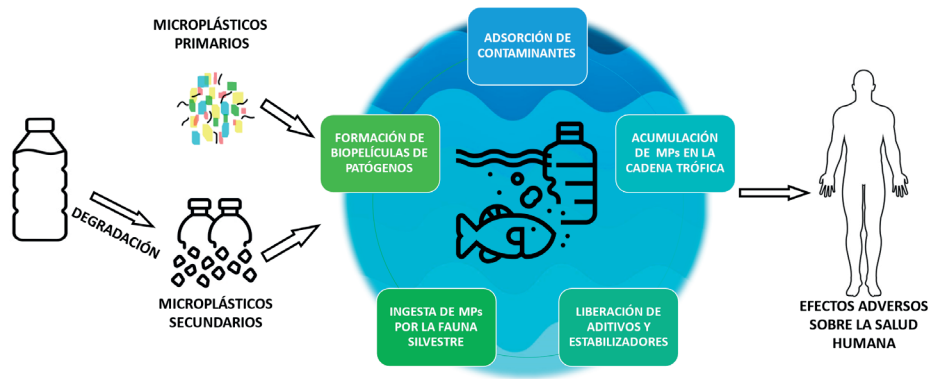 MICROPLÁSTICOS
PRIMARIOS
DEGRADACIÓN
MICROPLÁSTICOS
SECUNDARIOS
ADSORCIÓN DE
CONTAMINANTES
FORMACIÓN DE
BIOPELÍCULAS DE
PATÓGENOS
ACUMULACIÓN
DE MPs EN LA
CADENA TRÓFICA
INGESTA DE MPs
POR LA FAUNA
SILVESTRE
LIBERACIÓN DE
ADITIVOS Y
ESTABILIZADORES
EFECTOS ADVERSOS
SOBRE LA SALUD
HUMANA